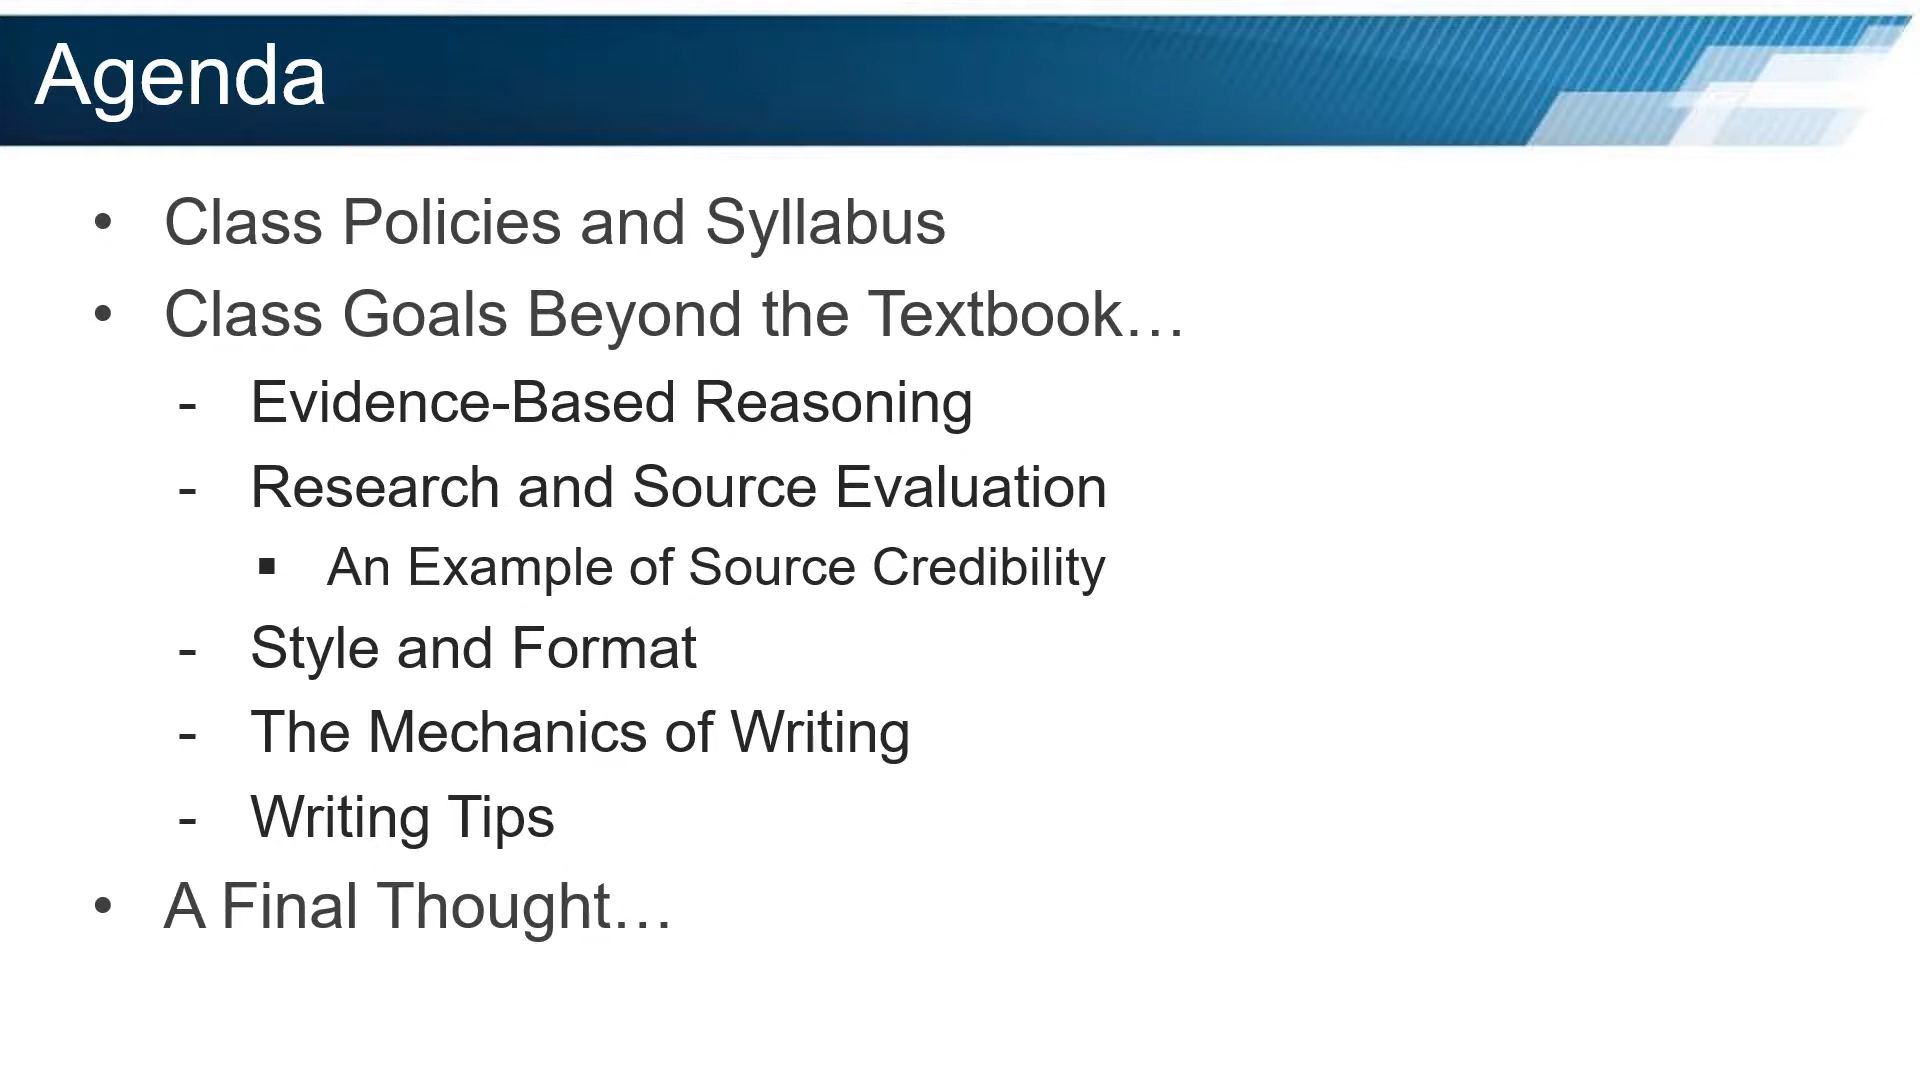 Agenda
• Class Policies and Syllabus
• Class Goals Beyond the Textbook…
- Evidence-Based Reasoning
- Research and Source Evaluation
▪ An Example of Source Credibility
- Style and Format
- The Mechanics of Writing
- Writing Tips
• A Final Thought…